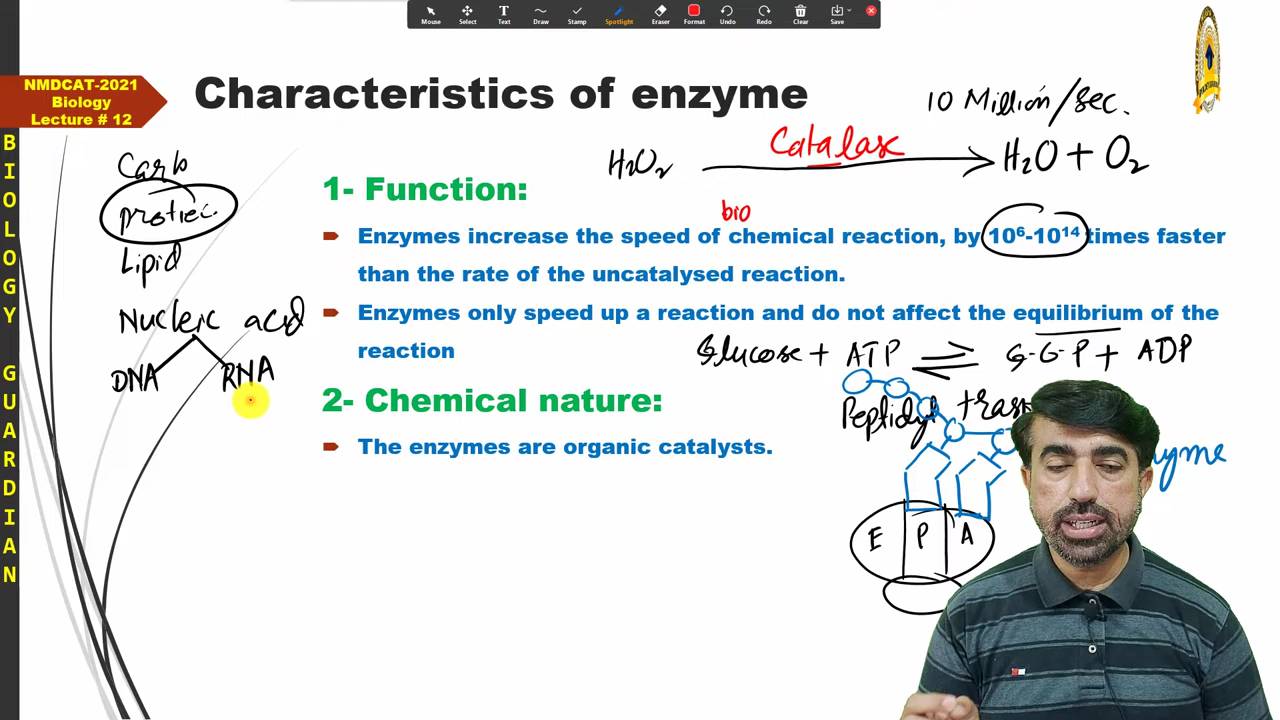 Mouse Select Text Draw Stamp Spotlight Eraser Format Undo Redo Clear Save
NMDCAT-2021
Biology
Lecture # 12
BIOLOGY GUARDIAN
Characteristics of enzyme
10 Million/sec.
H2O2 Catalase H2O + O2
Carb
Lipid
Nucleic acid
DNA RNA
1- Function:
bio
Enzymes increase the speed of chemical reaction, by 10⁶-10¹⁴ times faster
than the rate of the uncatalysed reaction.
Enzymes only speed up a reaction and do not affect the equilibrium of the
reaction
Glucose + ATP ⇌ G-6-P + ADP
2- Chemical nature:
Peptidyl
The enzymes are organic catalysts.
E P A